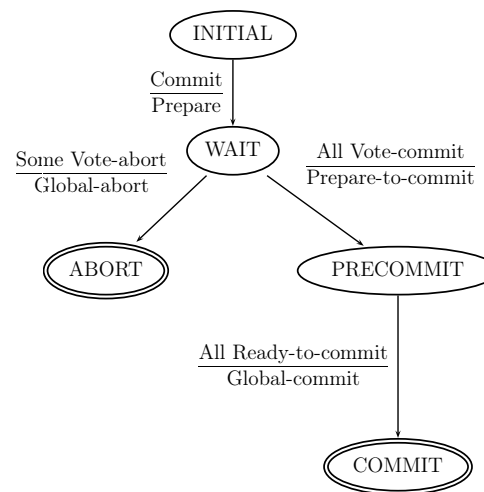 INITIAL
Commit
Prepare
WAIT
Some Vote-abort
Global-abort
All Vote-commit
Prepare-to-commit
ABORT
PRECOMMIT
All Ready-to-commit
Global-commit
COMMIT